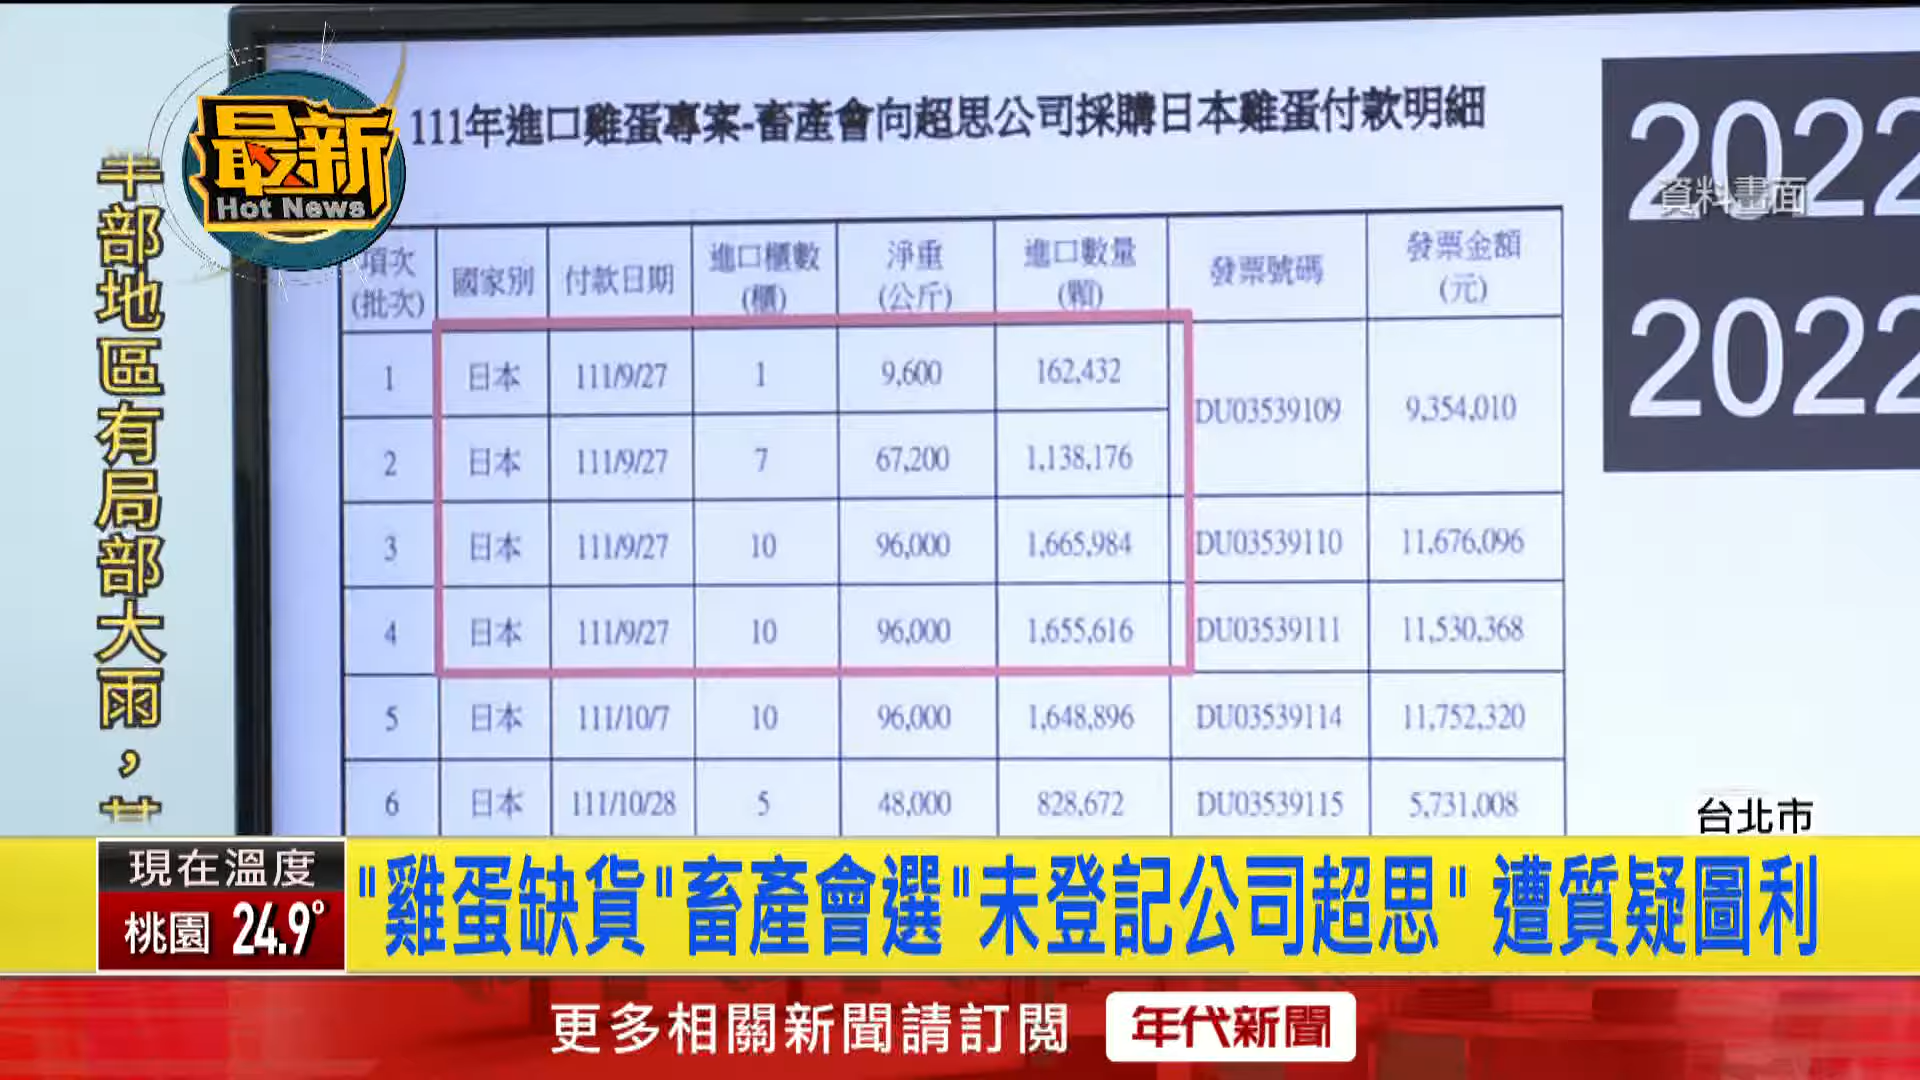 最新
Hot News
111年進口雞蛋專案-畜產會向超思公司採購日本雞蛋付款明細
2022
資料畫面
2022
項次(批次) 國家別 付款日期 進口櫃數(櫃) 淨重(公斤) 進口數量(顆) 發票號碼 發票金額(元)
1 日本 111/9/27 1 9,600 162,432 DU03539109 9,354,010
2 日本 111/9/27 7 67,200 1,138,176
3 日本 111/9/27 10 96,000 1,665,984 DU03539110 11,676,096
4 日本 111/9/27 10 96,000 1,655,616 DU03539111 11,530,368
5 日本 111/10/7 10 96,000 1,648,896 DU03539114 11,752,320
6 日本 111/10/28 5 48,000 828,672 DU03539115 5,731,008
半部地區有局部大雨，
台北市
現在溫度
桃園 24.9°
"雞蛋缺貨"畜產會選"未登記公司超思" 遭質疑圖利
更多相關新聞請訂閱 年代新聞